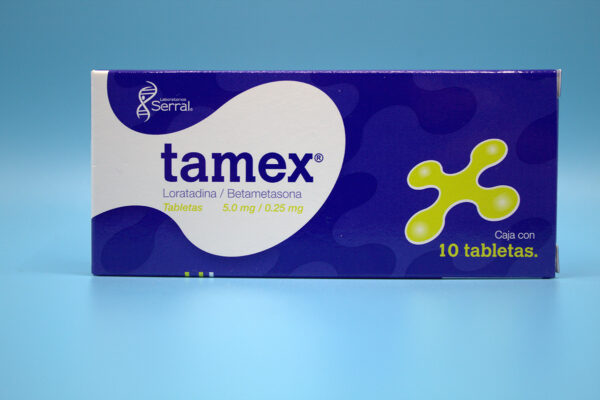 Laboratorios
Serral®
tamex®
Loratadina / Betametasona
Tabletas 5.0 mg / 0.25 mg
Caja con
10 tabletas.